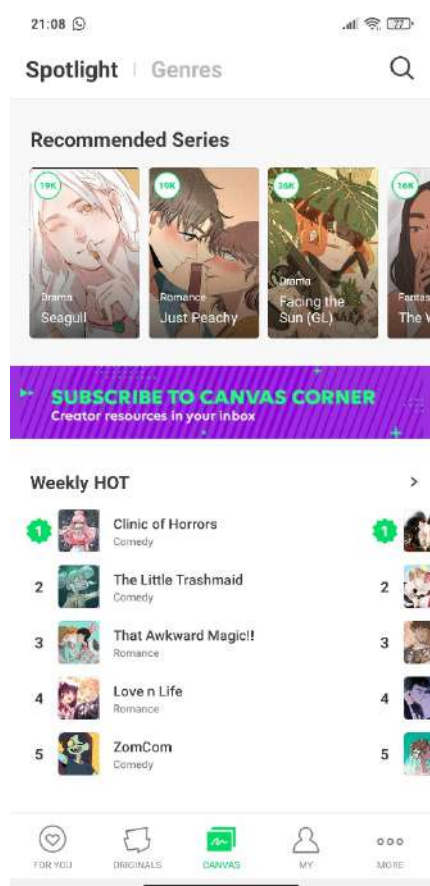 21:08
77
Spotlight
Genres
Recommended Series
19K
Drama
Seagull
19K
Romance
Just Peachy
36K
Drama
Facing the
Sun (GL)
16K
Fantas
The
SUBSCRIBE TO CANVAS CORNER
Creator resources in your inbox
Weekly HOT
1
Clinic of Horrors
Comedy
2
The Little Trashmaid
Comedy
3
That Awkward Magic!!
Romance
4
Love n Life
Romance
5
ZomCom
Comedy
1
2
3
4
5
FOR YOU
ORIGINALS
CANVAS
MY
MORE